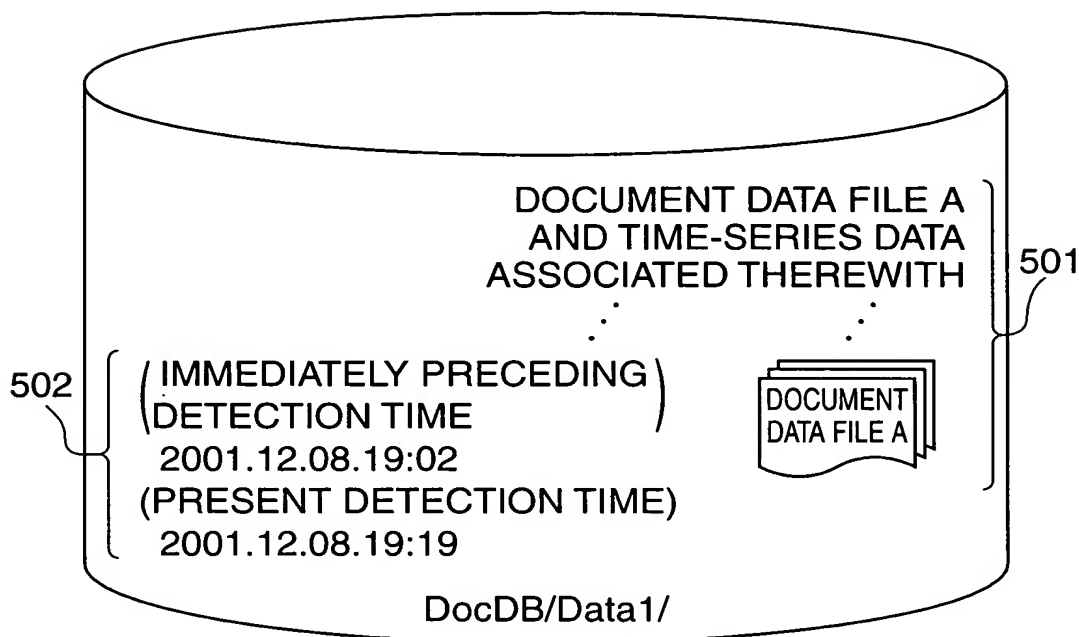 DOCUMENT DATA FILE A
AND TIME-SERIES DATA
ASSOCIATED THEREWITH
501
502
(IMMEDIATELY PRECEDING
DETECTION TIME)
2001.12.08.19:02
(PRESENT DETECTION TIME)
2001.12.08.19:19
DOCUMENT
DATA FILE A
DocDB/Data1/